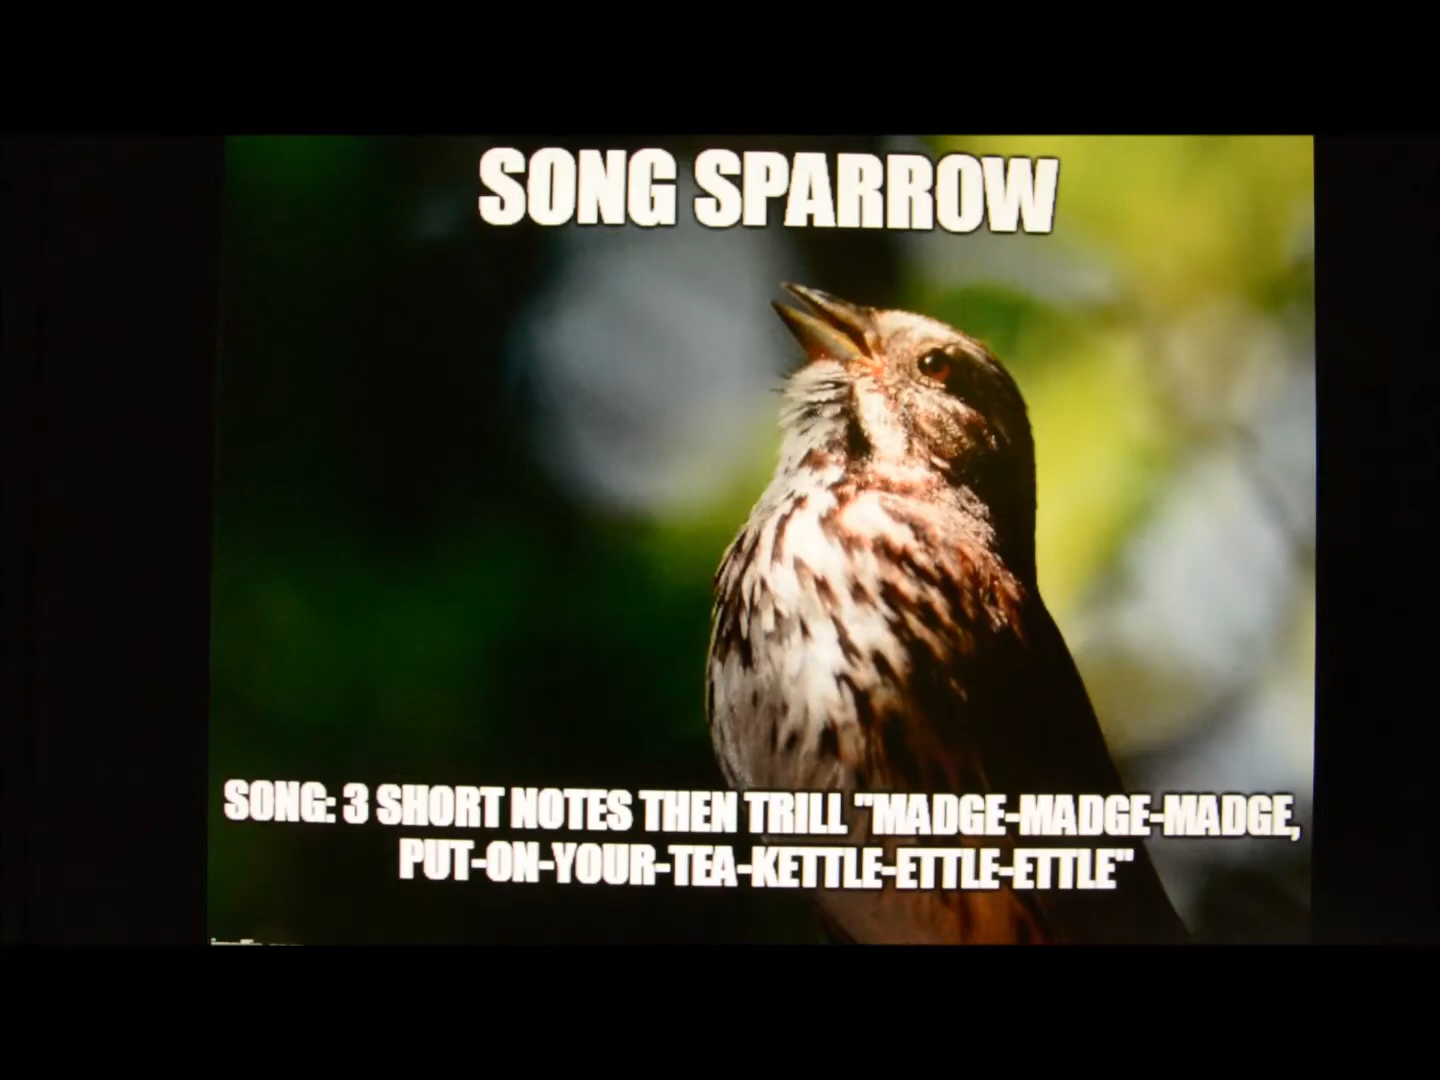 SONG SPARROW
SONG: 3 SHORT NOTES THEN TRILL "MADGE-MADGE-MADGE,
PUT-ON-YOUR-TEA-KETTLE-ETTLE-ETTLE"